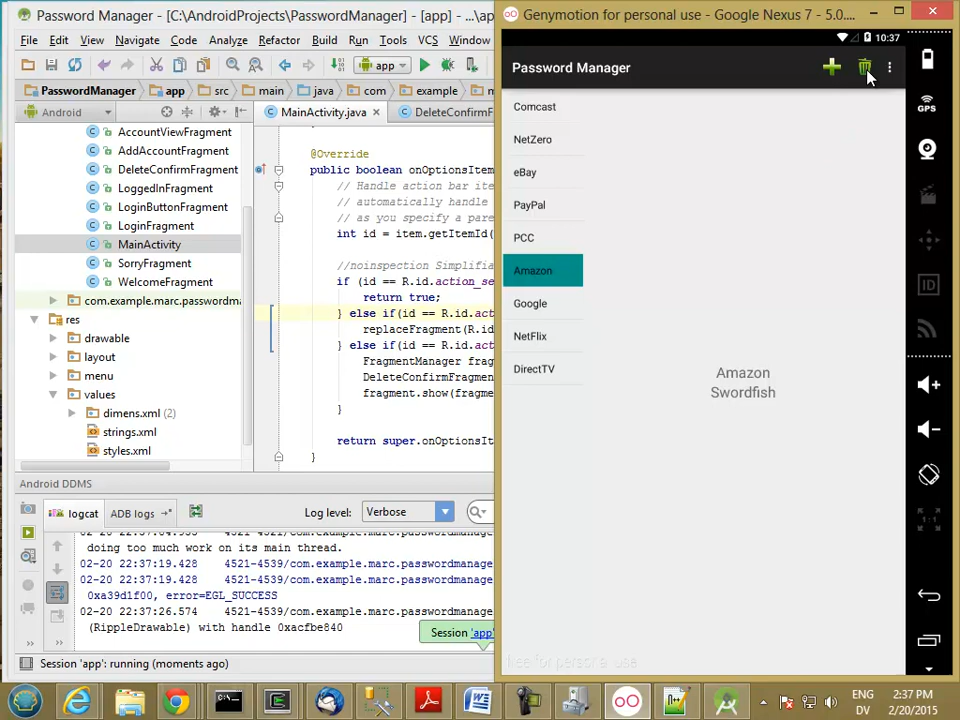 Password Manager - [C:\AndroidProjects\PasswordManager] - [app] - ...\ap
File Edit View Navigate Code Analyze Refactor Build Run Tools VCS Window
app
PasswordManager app src main java com example
Android
MainActivity.java
DeleteConfirmF
AccountViewFragment
AddAccountFragment
DeleteConfirmFragment
LoggedInFragment
LoginButtonFragment
LoginFragment
MainActivity
SorryFragment
WelcomeFragment
com.example.marc.passwordma
res
drawable
layout
menu
values
dimens.xml (2)
strings.xml
styles.xml
@Override
public boolean onOptionsItem
// Handle action bar ite
// automatically handle
// as you specify a pare
int id = item.getItemId(
//noinspection Simplifia
if (id == R.id.action_se
return true;
} else if(id == R.id.act
replaceFragment(R.id
} else if(id == R.id.act
FragmentManager frag
DeleteConfirmFragmen
fragment.show(fragme
}
return super.onOptionsIt
}
Android DDMS
logcat
ADB logs
Log level:
Verbose
doing too much work on its main thread.
02-20 22:37:19.428 4521-4539/com.example.marc.passwordmanage
02-20 22:37:19.428 4521-4539/com.example.marc.passwordmanage
0xa39d1f00, error=EGL_SUCCESS
02-20 22:37:26.574 4521-4539/com.example.marc.passwordmanage
(RippleDrawable) with handle 0xacfbe840
Session 'app'
Session 'app': running (moments ago)
Genymotion for personal use - Google Nexus 7 - 5.0....
10:37
Password Manager
Comcast
NetZero
eBay
PayPal
PCC
Amazon
Google
NetFlix
DirectTV
Amazon
Swordfish
free for personal use
GPS
ID
1:1
ENG
DV
2:37 PM
2/20/2015